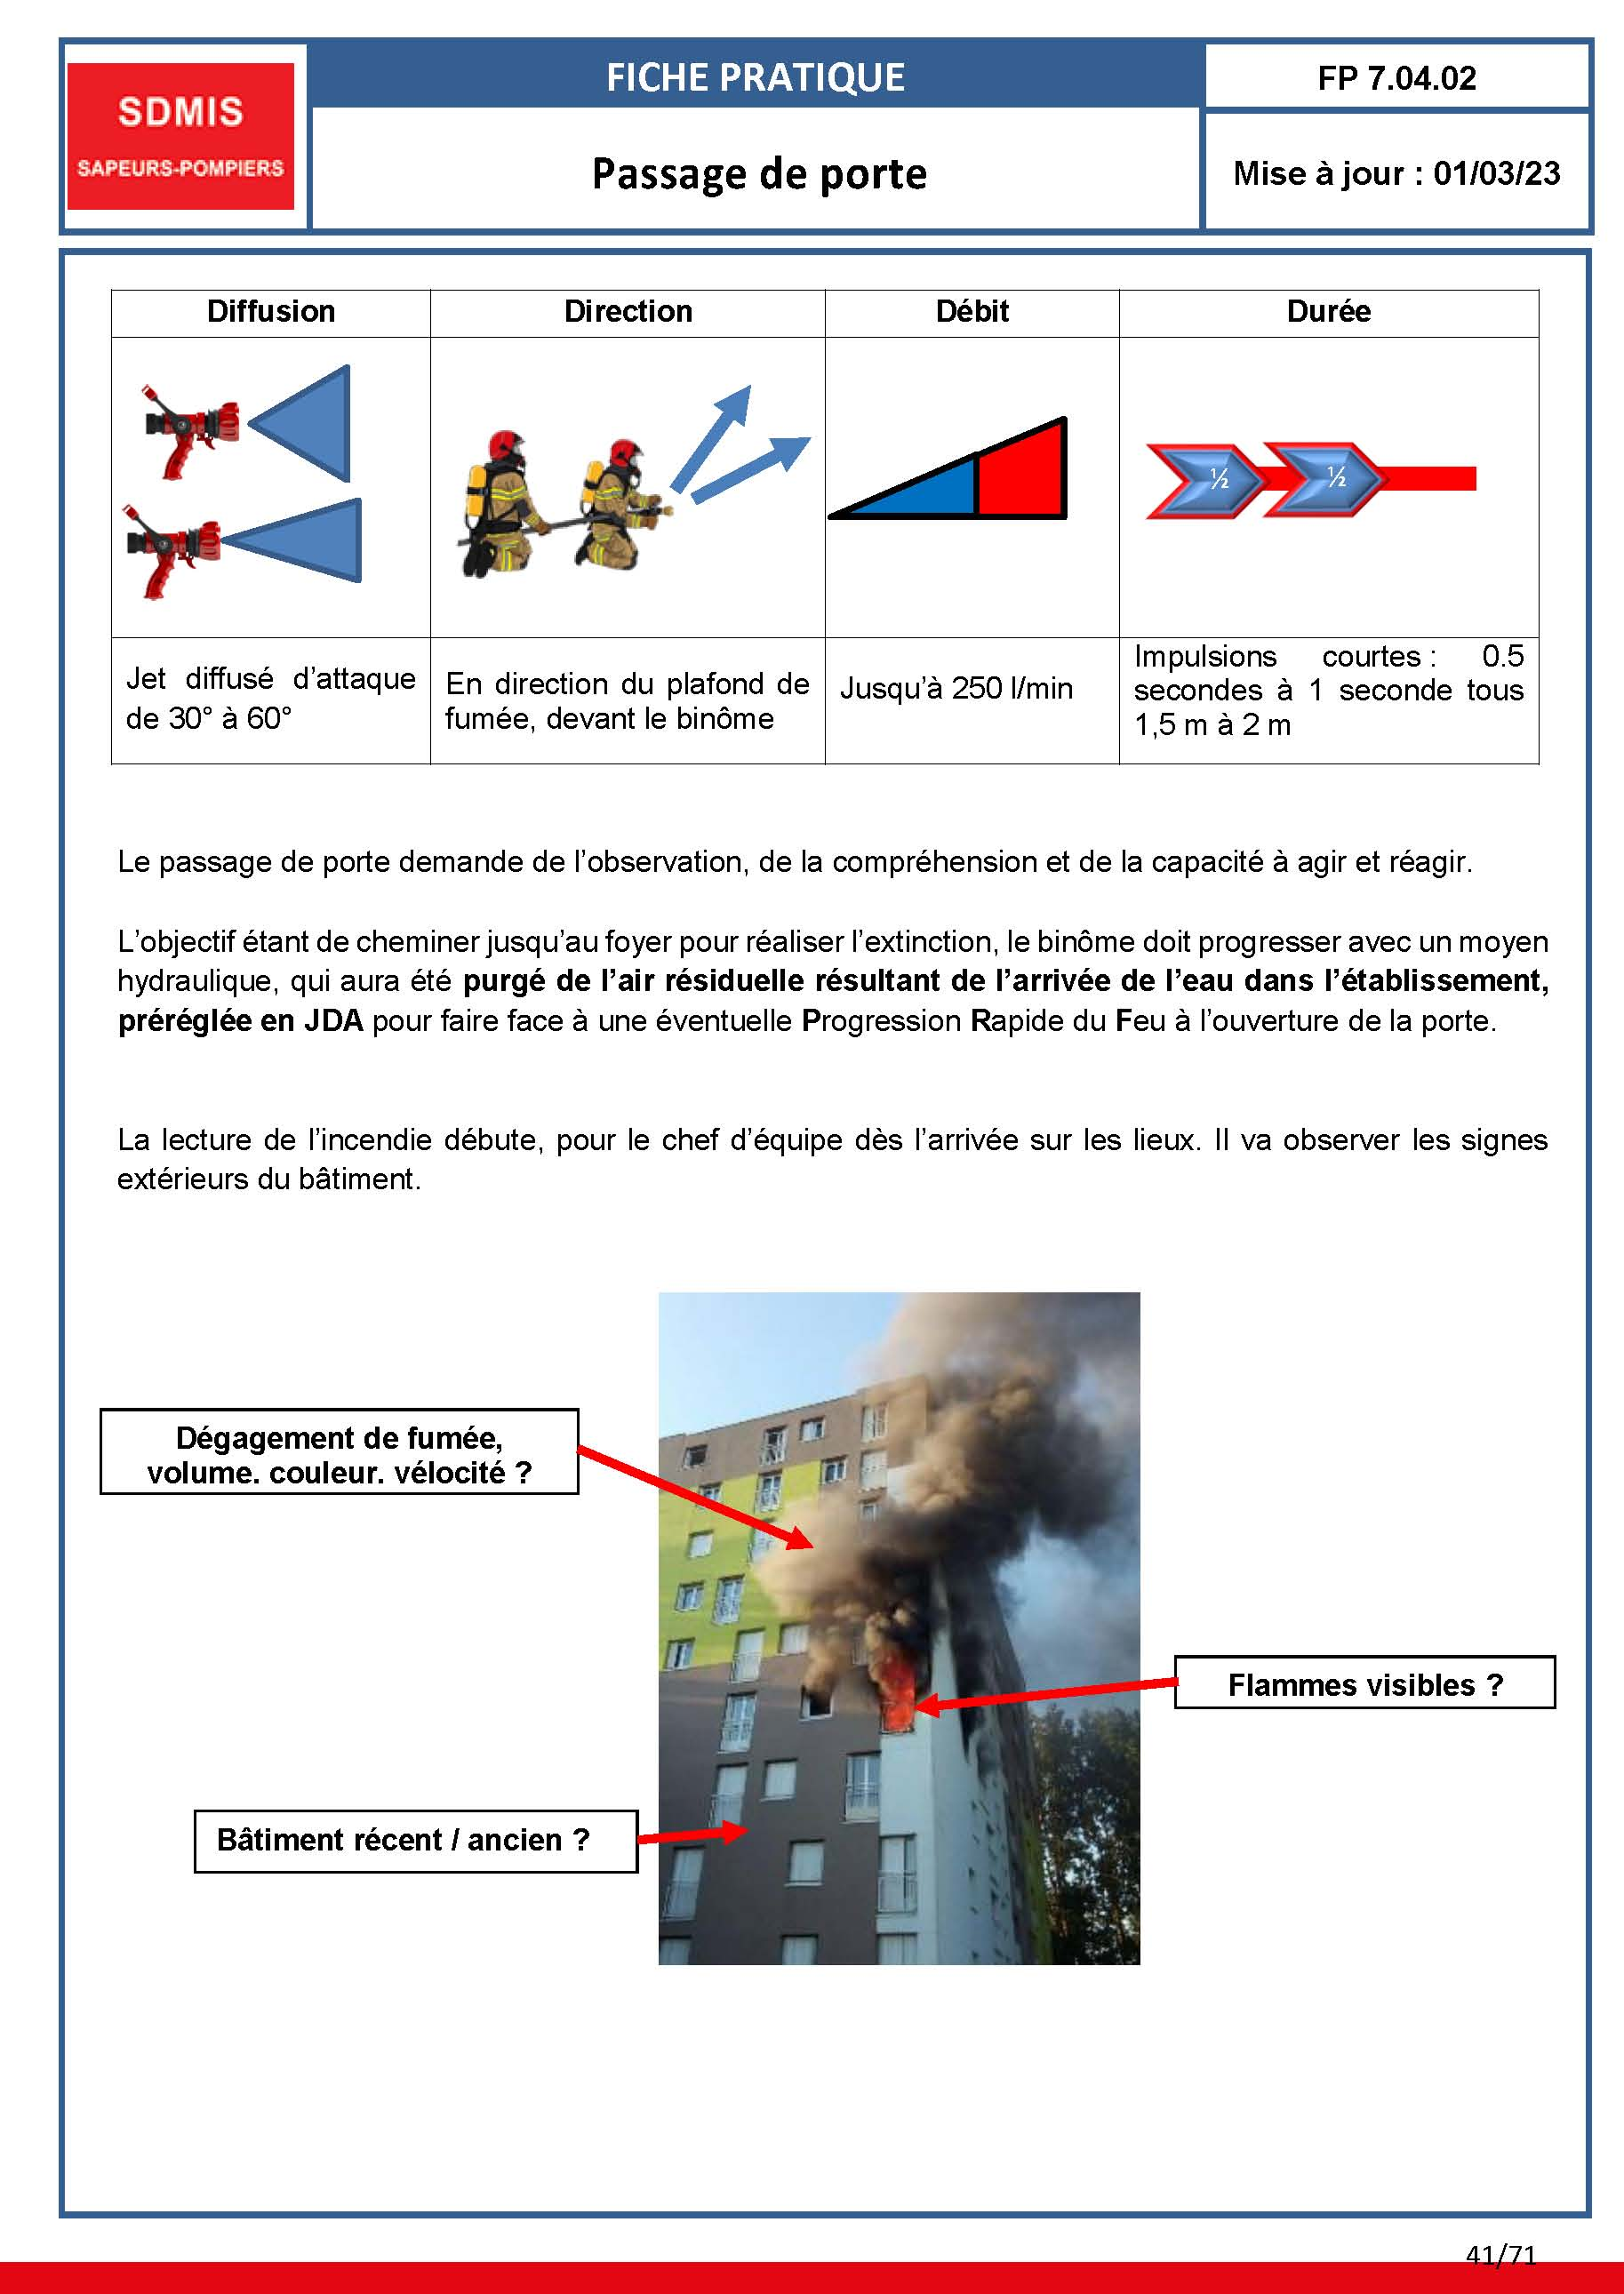 SDMIS
SAPEURS-POMPIERS
FICHE PRATIQUE
FP 7.04.02
Passage de porte
Mise à jour : 01/03/23
Diffusion
Direction
Débit
Durée
½
½
Jet diffusé d’attaque
de 30° à 60°
En direction du plafond de
fumée, devant le binôme
Jusqu’à 250 l/min
Impulsions courtes : 0.5
secondes à 1 seconde tous
1,5 m à 2 m
Le passage de porte demande de l’observation, de la compréhension et de la capacité à agir et réagir.
L’objectif étant de cheminer jusqu’au foyer pour réaliser l’extinction, le binôme doit progresser avec un moyen
hydraulique, qui aura été purgé de l’air résiduelle résultant de l’arrivée de l’eau dans l’établissement,
préréglée en JDA pour faire face à une éventuelle Progression Rapide du Feu à l’ouverture de la porte.
La lecture de l’incendie débute, pour le chef d’équipe dès l’arrivée sur les lieux. Il va observer les signes
extérieurs du bâtiment.
Dégagement de fumée,
volume. couleur. vélocité ?
Flammes visibles ?
Bâtiment récent / ancien ?
41/71